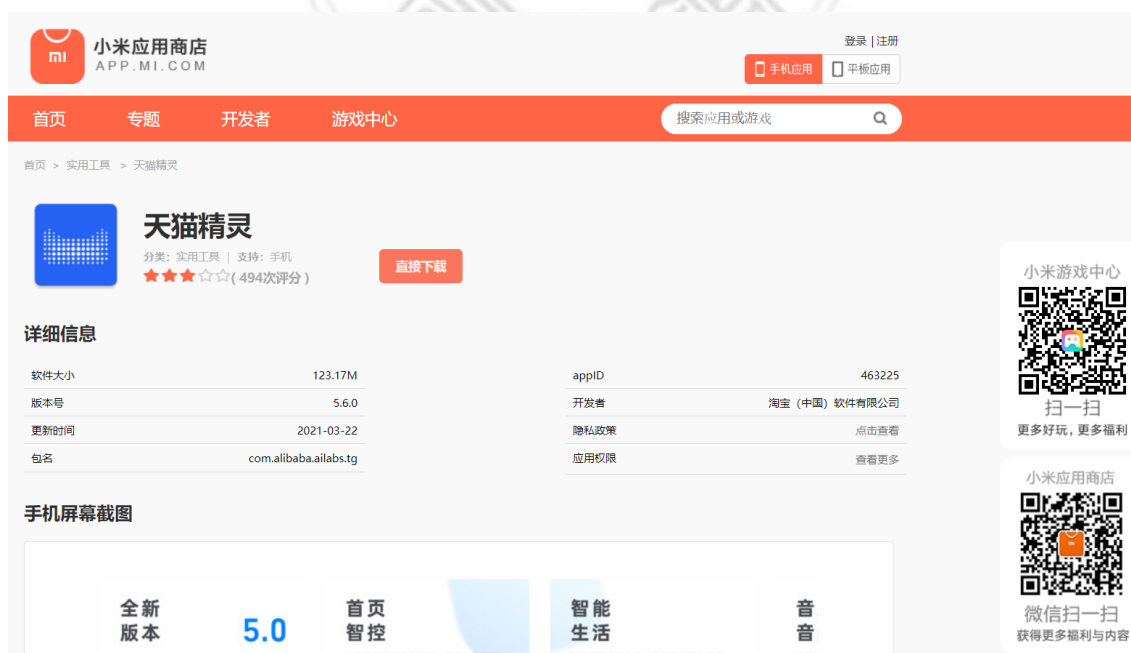 小米应用商店
APP.MI.COM
登录 | 注册
手机应用 平板应用
首页 专题 开发者 游戏中心 搜索应用或游戏
首页 > 实用工具 > 天猫精灵
天猫精灵
分类：实用工具 | 支持：手机
( 494次评分 )
直接下载
详细信息
软件大小 123.17M appID 463225
版本号 5.6.0 开发者 淘宝（中国）软件有限公司
更新时间 2021-03-22 隐私政策 点击查看
包名 com.alibaba.ailabs.tg 应用权限 查看更多
手机屏幕截图
全新
版本 5.0
首页
智控
智能
生活
音
音
小米游戏中心
扫一扫
更多好玩，更多福利
小米应用商店
微信扫一扫
获得更多福利与内容